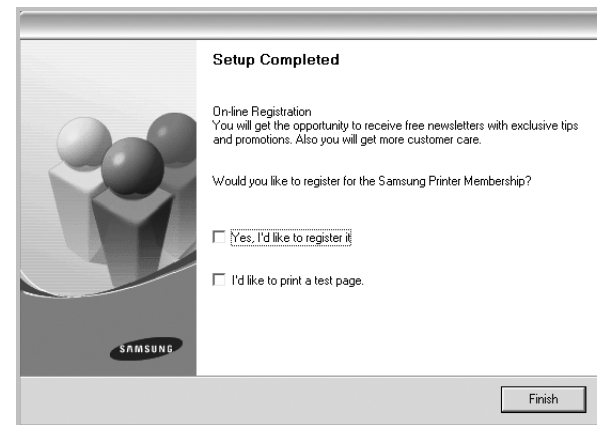 Setup Completed
On-line Registration
You will get the opportunity to receive free newsletters with exclusive tips
and promotions. Also you will get more customer care.
Would you like to register for the Samsung Printer Membership?
Yes, I'd like to register it
I'd like to print a test page.
SAMSUNG
Finish